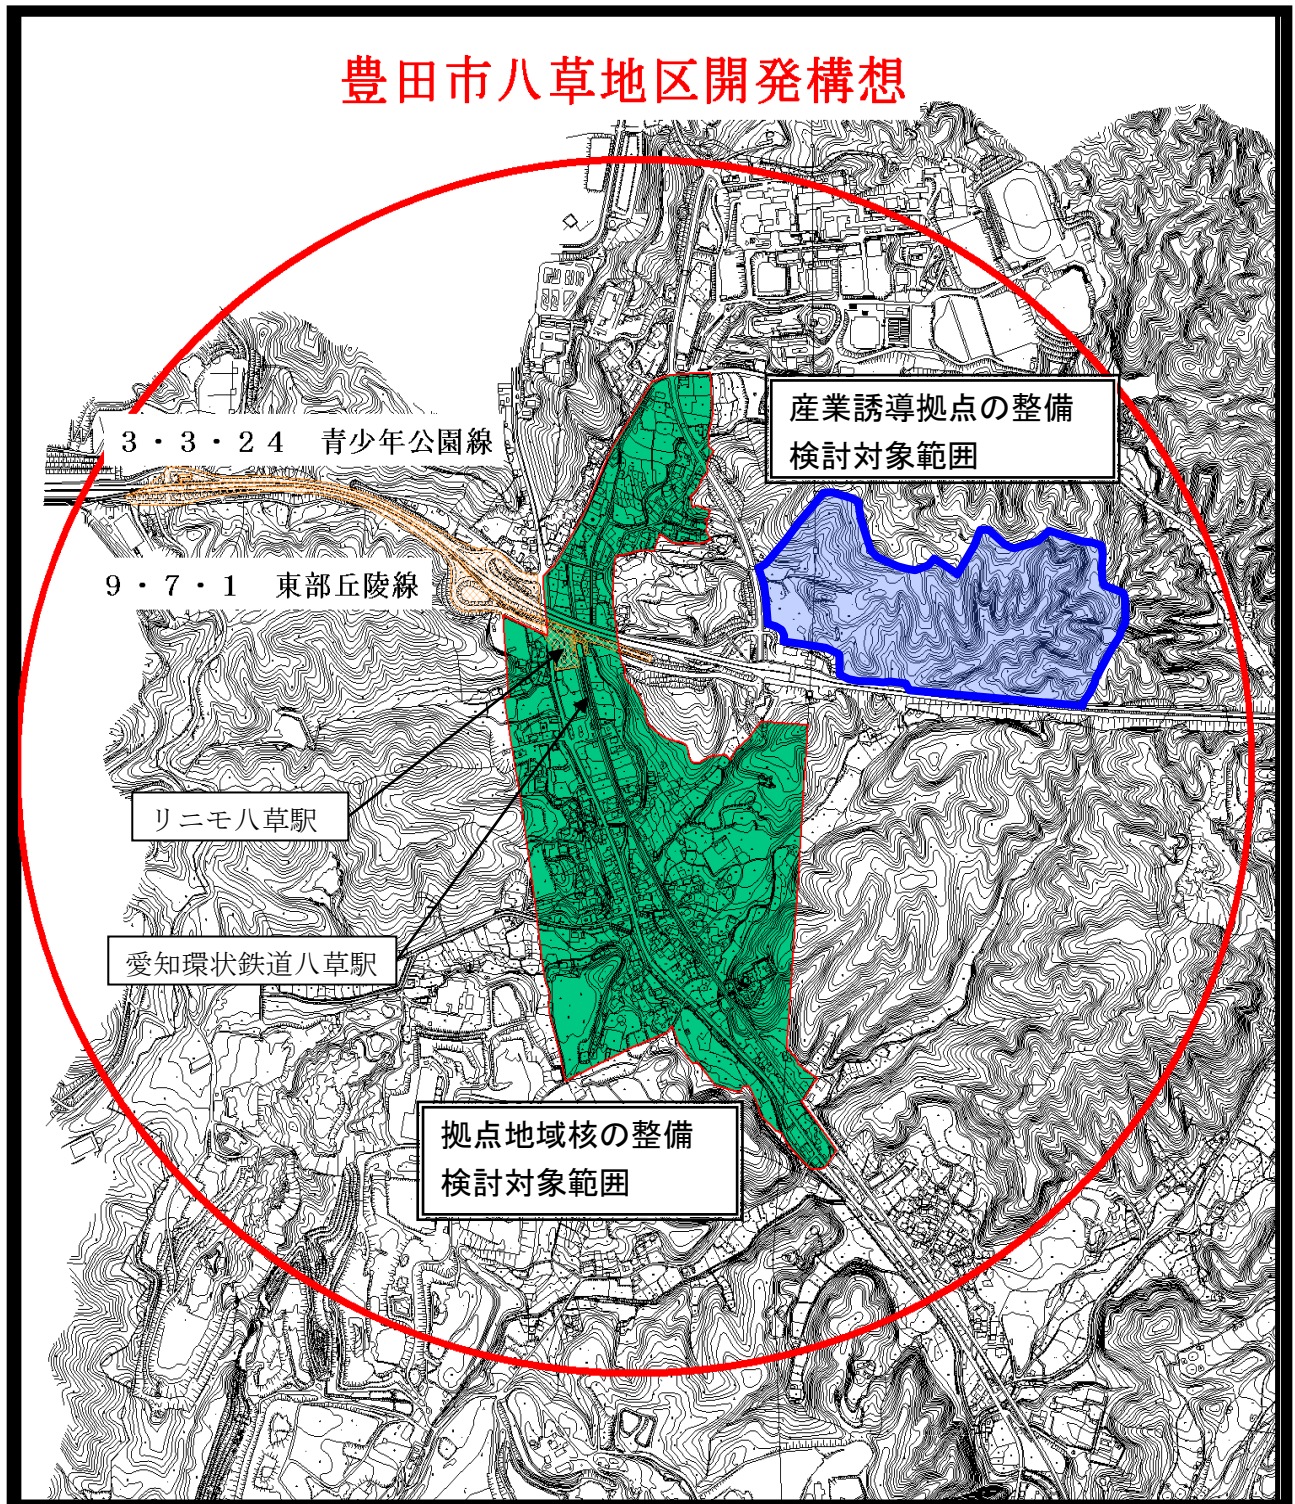 豊田市八草地区開発構想
産業誘導拠点の整備
検討対象範囲
3・3・24　青少年公園線
9・7・1　東部丘陵線
リニモ八草駅
愛知環状鉄道八草駅
拠点地域核の整備
検討対象範囲